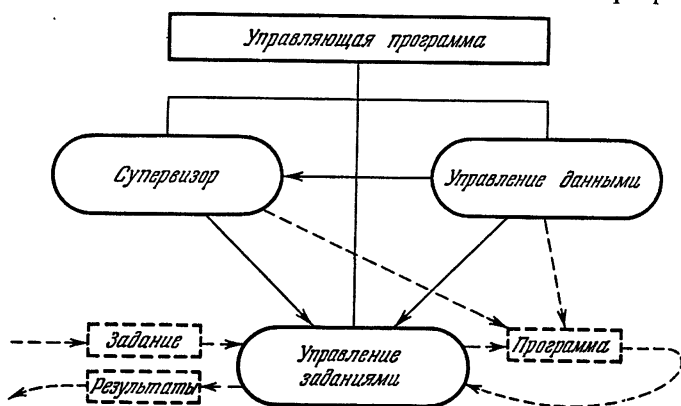 Управляющая программа
Супервизор
Управление данными
Задание
Управление
заданиями
Программа
Результаты